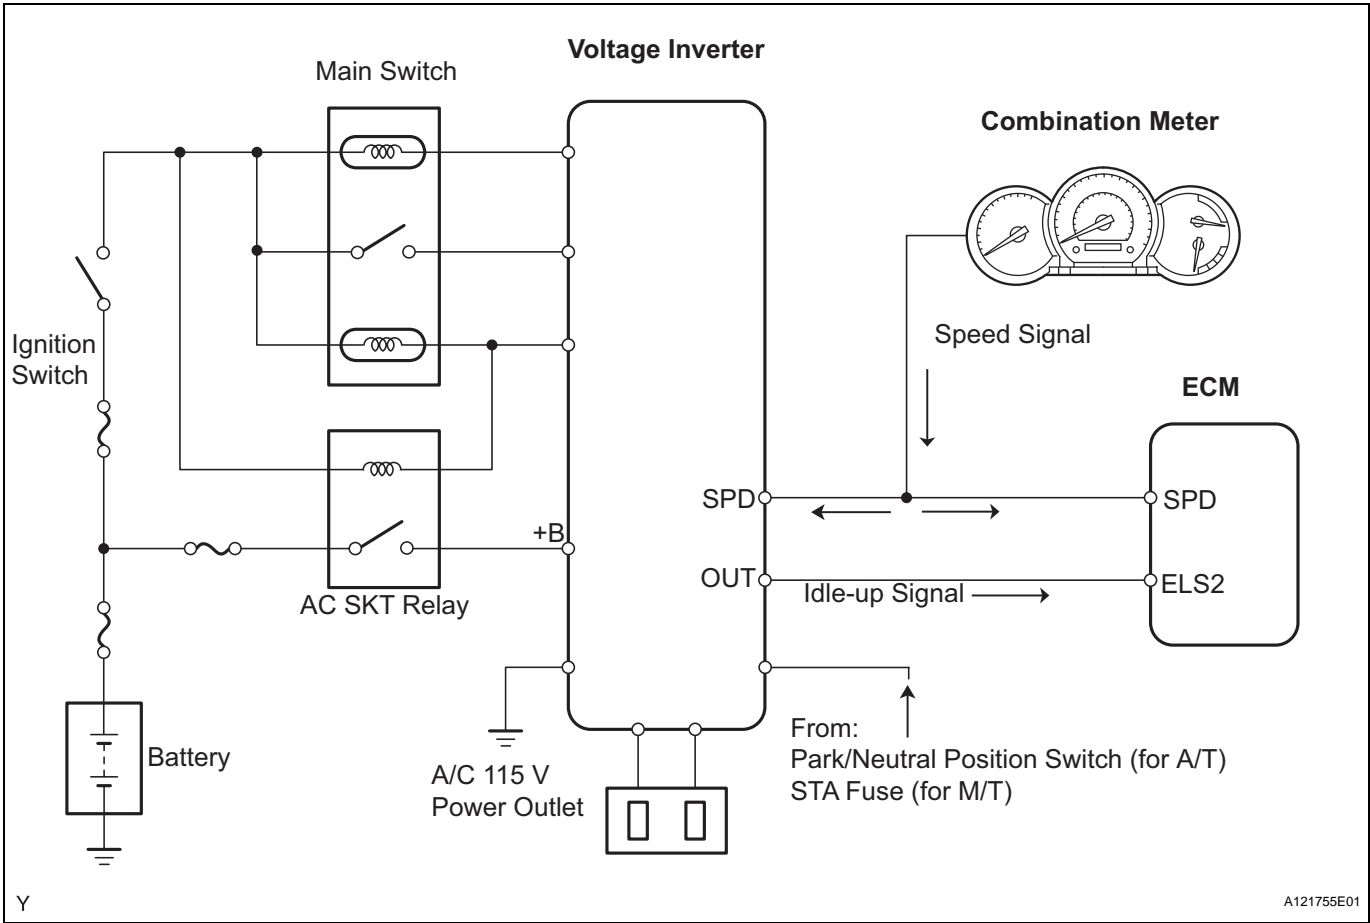 Voltage Inverter
Main Switch
Combination Meter
Ignition
Switch
Speed Signal
ECM
SPD
SPD
+B
OUT
ELS2
Idle-up Signal
AC SKT Relay
Battery
A/C 115 V
Power Outlet
From:
Park/Neutral Position Switch (for A/T)
STA Fuse (for M/T)
Y
A121755E01